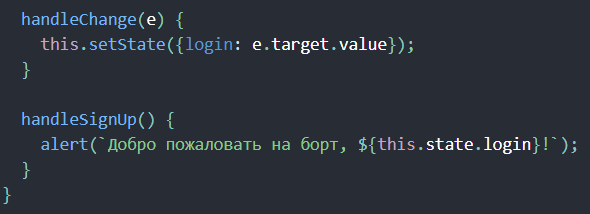 handleChange(e) {
this.setState({login: e.target.value});
}
handleSignUp() {
alert(`Добро пожаловать на борт, ${this.state.login}!`);
}
}